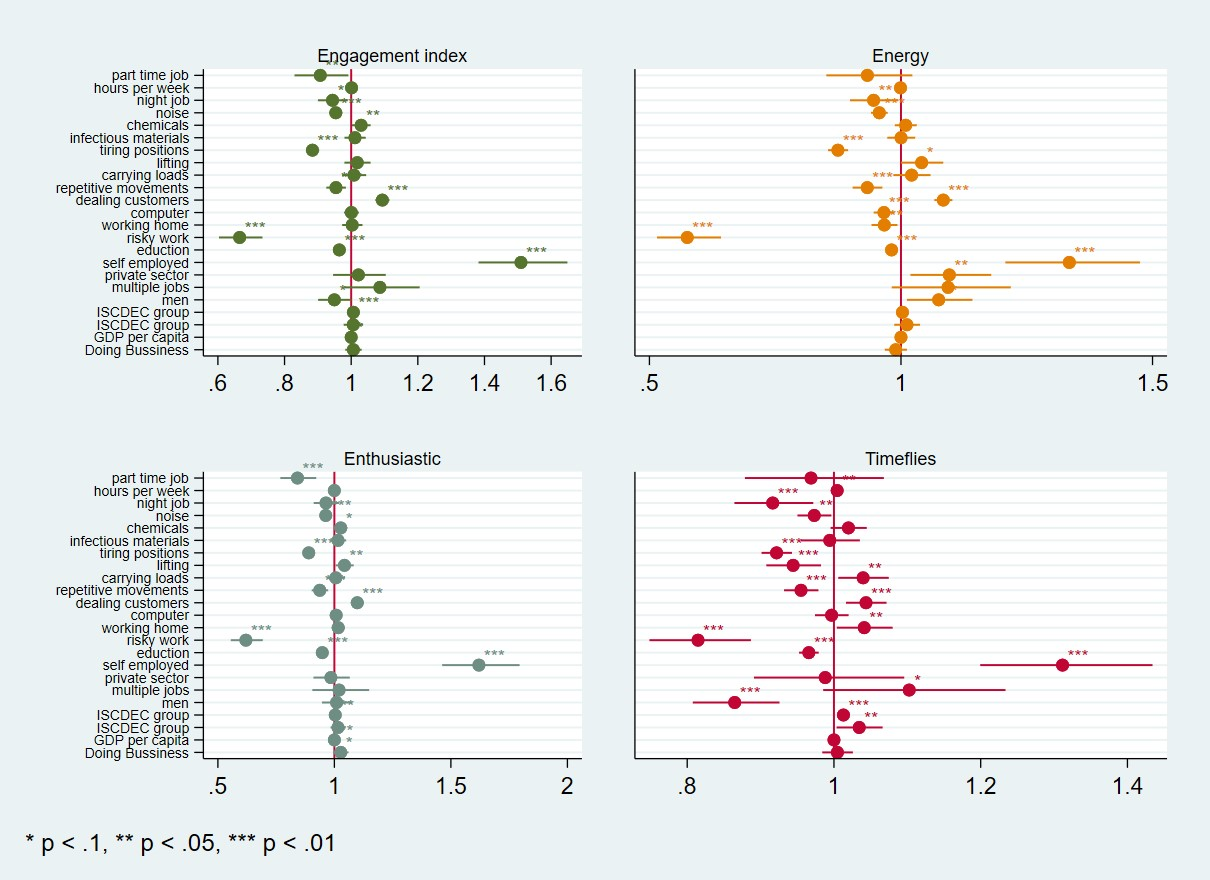 Engagement index
part time job
hours per week
night job
noise
chemicals
infectious materials
tiring positions
lifting
carrying loads
repetitive movements
dealing customers
computer
working home
risky work
eduction
self employed
private sector
multiple jobs
men
ISCDEC group
ISCDEC group
GDP per capita
Doing Bussiness
.6 .8 1 1.2 1.4 1.6
Energy
.5 1 1.5
Enthusiastic
part time job
hours per week
night job
noise
chemicals
infectious materials
tiring positions
lifting
carrying loads
repetitive movements
dealing customers
computer
working home
risky work
eduction
self employed
private sector
multiple jobs
men
ISCDEC group
ISCDEC group
GDP per capita
Doing Bussiness
.5 1 1.5 2
Timeflies
.8 1 1.2 1.4
* p < .1, ** p < .05, *** p < .01